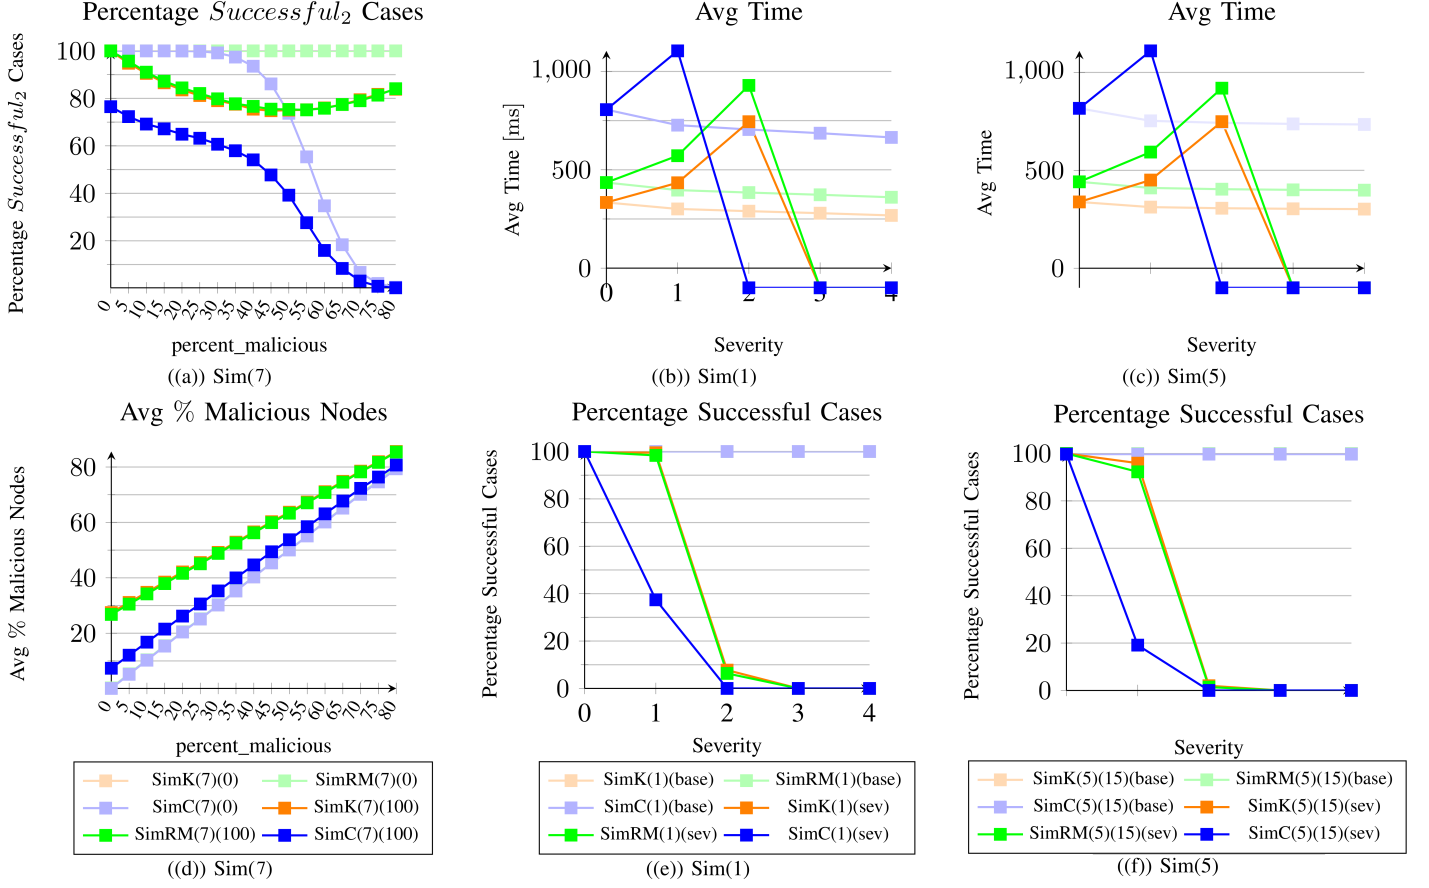 Percentage Successful2 Cases
Percentage Successful2 Cases
100
80
60
40
20
0 5 10 15 20 25 30 35 40 45 50 55 60 65 70 75 80
percent_malicious
((a)) Sim(7)
Avg Time
Avg Time [ms]
1,000
500
0
0 1 2 3 4
Severity
((b)) Sim(1)
Avg Time
Avg Time
1,000
500
0
Severity
((c)) Sim(5)
Avg % Malicious Nodes
Avg % Malicious Nodes
80
60
40
20
0 5 10 15 20 25 30 35 40 45 50 55 60 65 70 75 80
percent_malicious
SimK(7)(0) SimRM(7)(0)
SimC(7)(0) SimK(7)(100)
SimRM(7)(100) SimC(7)(100)
((d)) Sim(7)
Percentage Successful Cases
Percentage Successful Cases
100
80
60
40
20
0
0 1 2 3 4
Severity
SimK(1)(base) SimRM(1)(base)
SimC(1)(base) SimK(1)(sev)
SimRM(1)(sev) SimC(1)(sev)
((e)) Sim(1)
Percentage Successful Cases
Percentage Successful Cases
100
80
60
40
20
0
Severity
SimK(5)(15)(base) SimRM(5)(15)(base)
SimC(5)(15)(base) SimK(5)(15)(sev)
SimRM(5)(15)(sev) SimC(5)(15)(sev)
((f)) Sim(5)